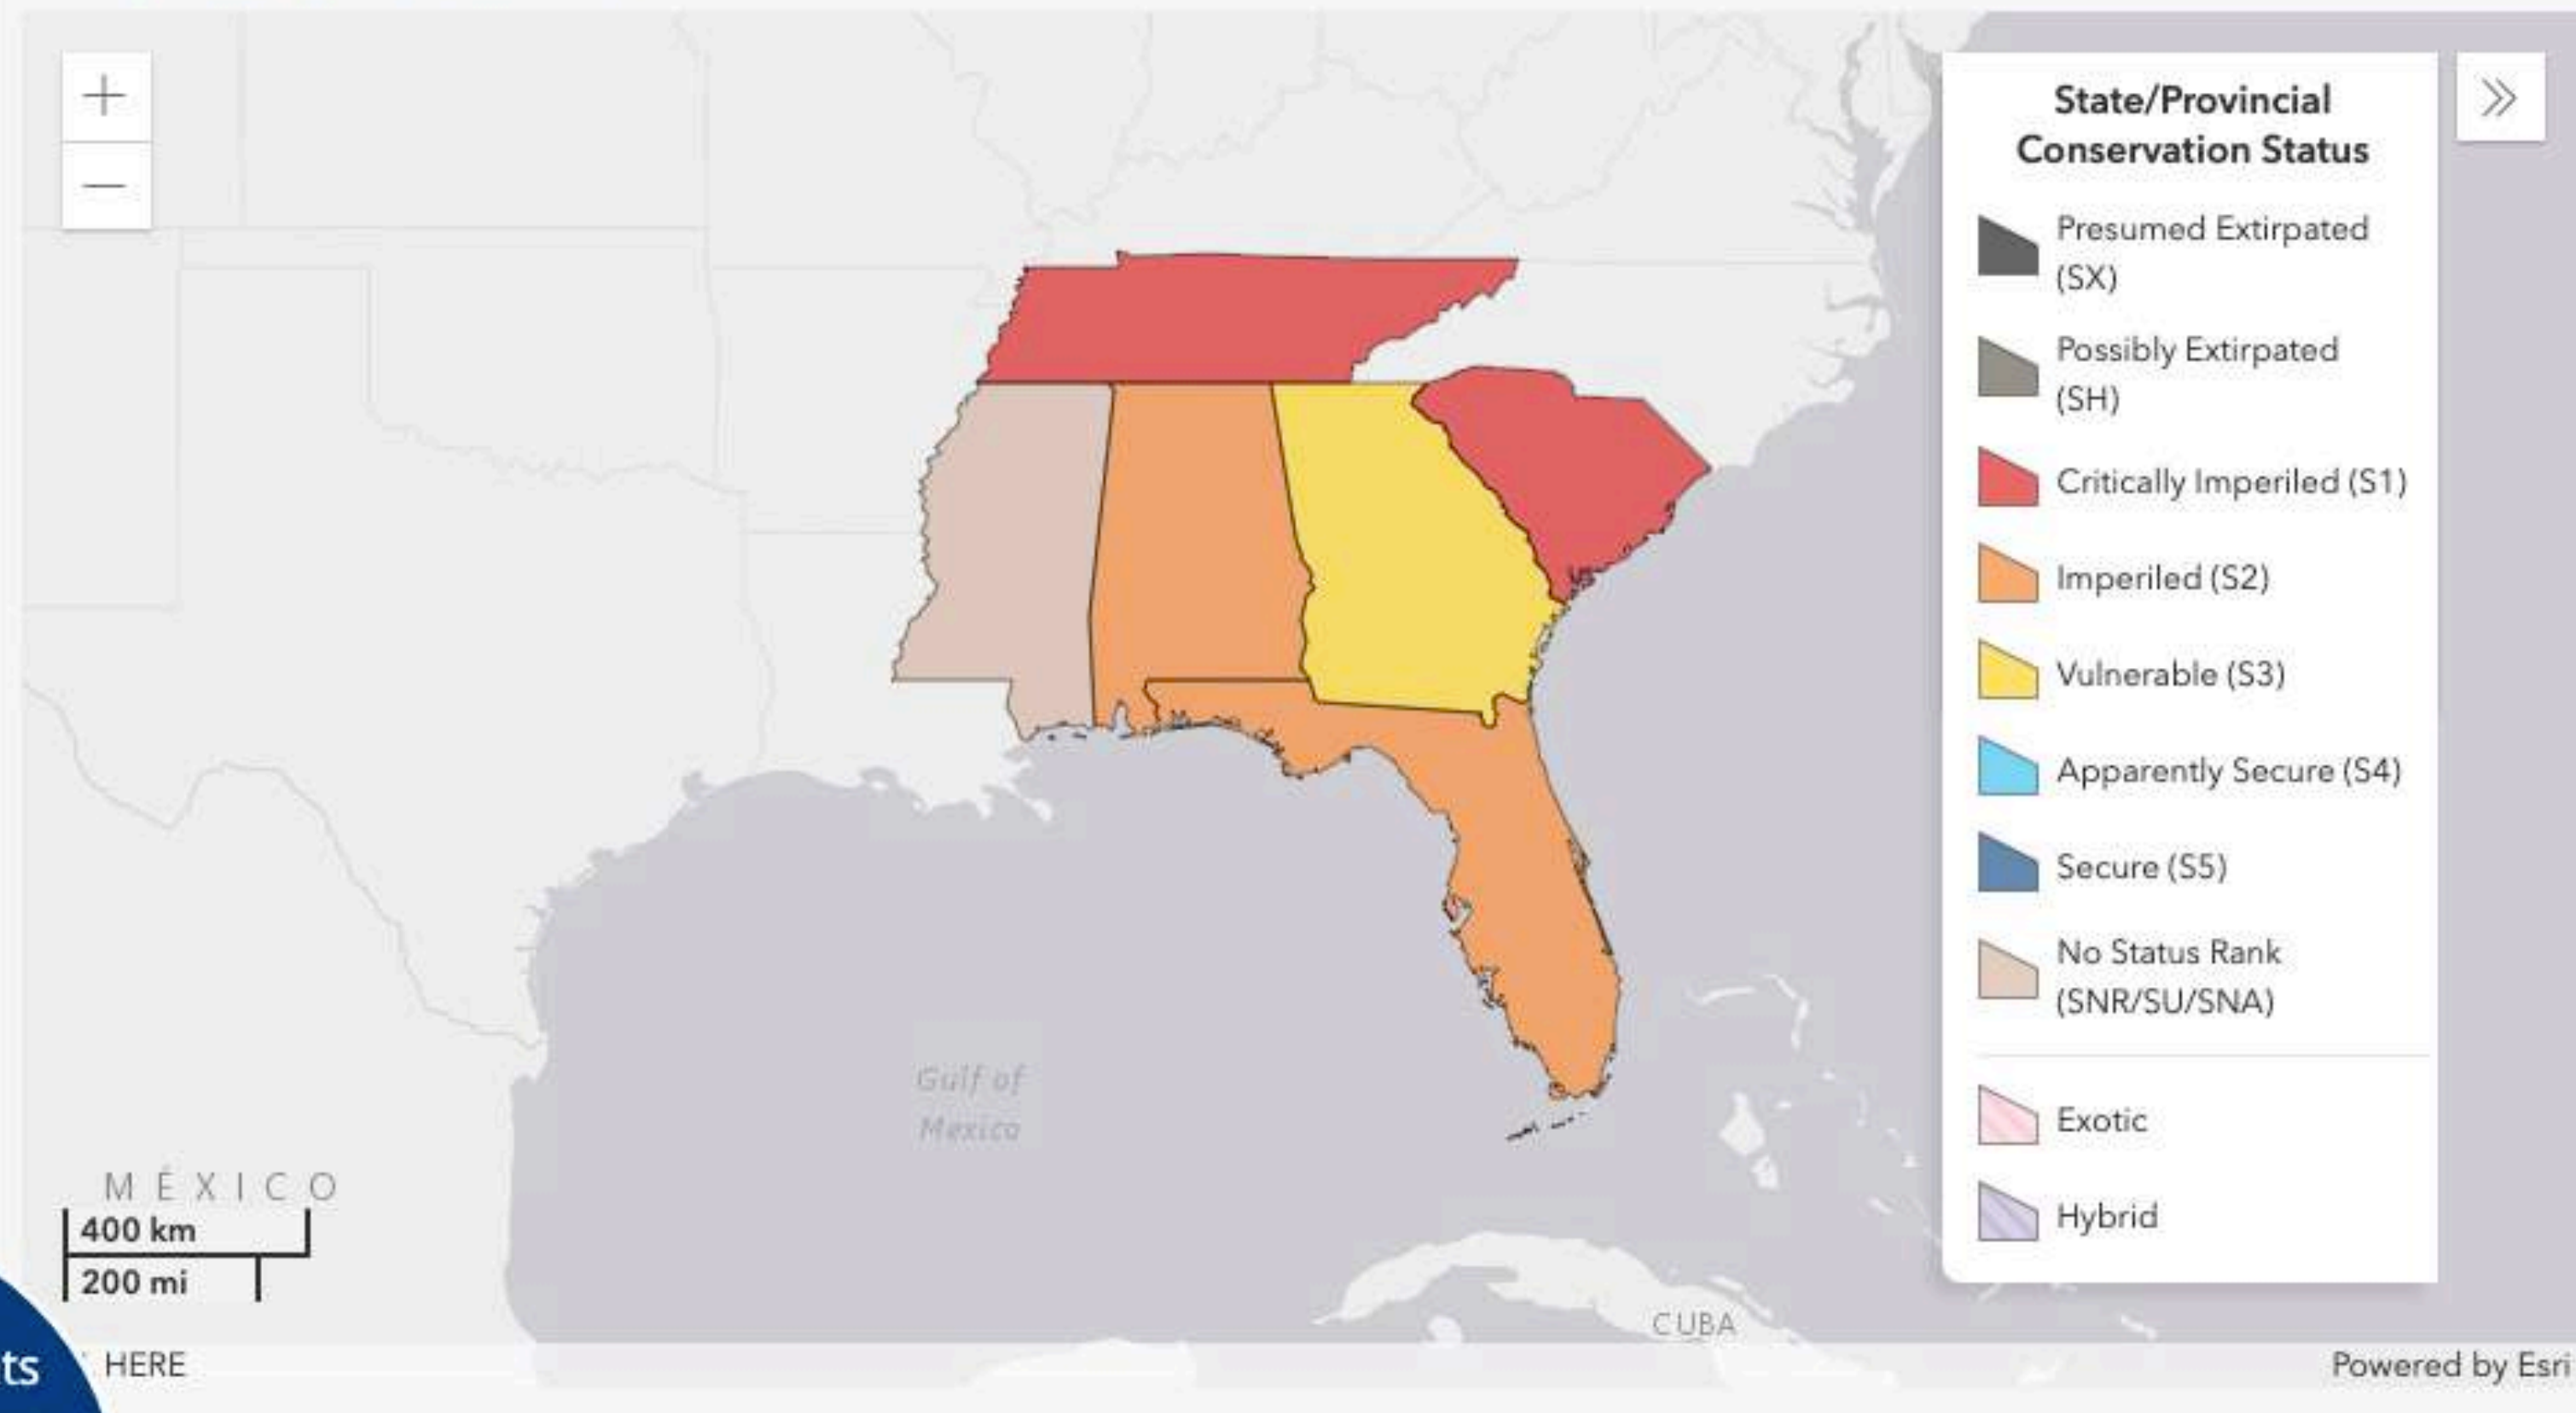 State/Provincial
Conservation Status
Presumed Extirpated
(SX)
Possibly Extirpated
(SH)
Critically Imperiled (S1)
Imperiled (S2)
Vulnerable (S3)
Apparently Secure (S4)
Secure (S5)
No Status Rank
(SNR/SU/SNA)
Exotic
Hybrid
Gulf of
Mexico
MÉXICO
400 km
200 mi
CUBA
ts
HERE
Powered by Esri